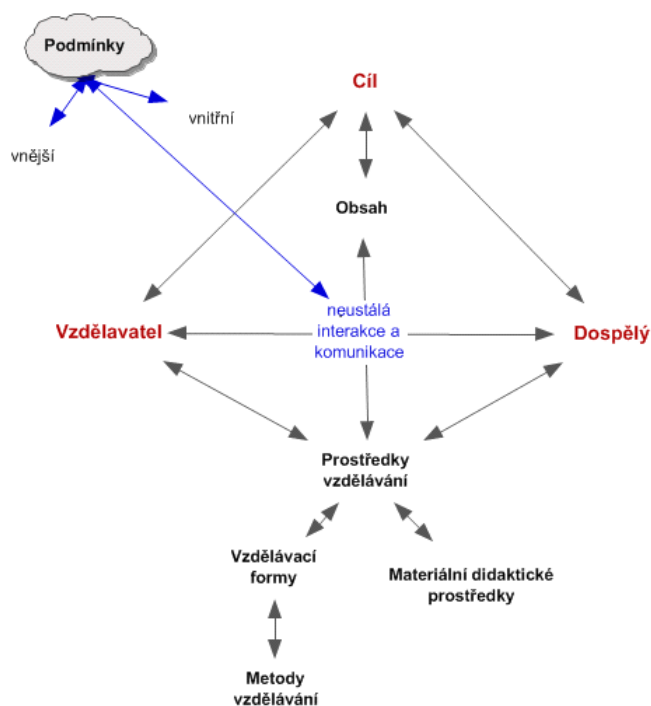 Podmínky
Cíl
vnitřní
vnější
Obsah
neustálá
interakce a
komunikace
Vzdělavatel
Dospělý
Prostředky
vzdělávání
Vzdělávací
formy
Materiální didaktické
prostředky
Metody
vzdělávání